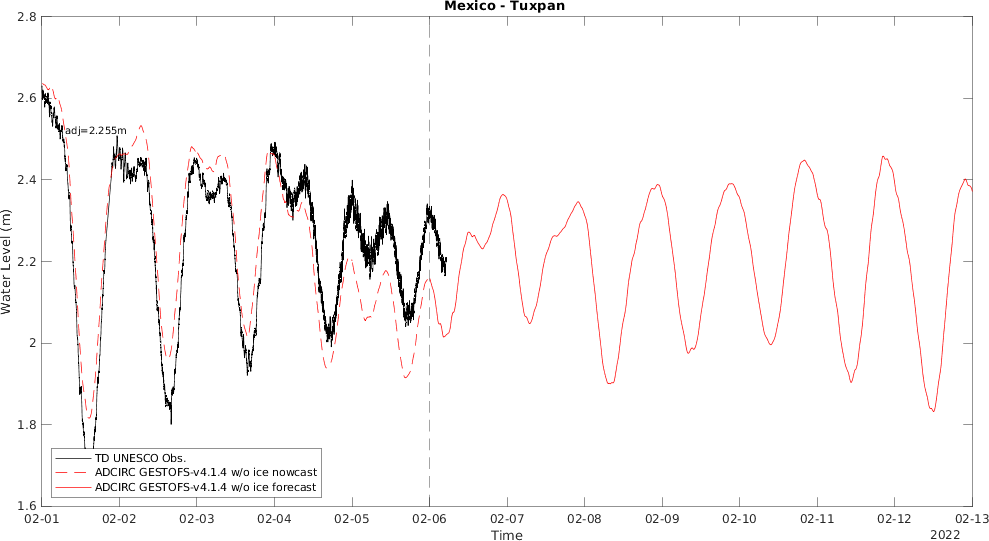 Mexico - Tuxpan
2.8
2.6
2.4
2.2
2
1.8
1.6
Water Level (m)
adj=2.255m
TD UNESCO Obs.
ADCIRC GESTOFS-v4.1.4 w/o ice nowcast
ADCIRC GESTOFS-v4.1.4 w/o ice forecast
02-01 02-02 02-03 02-04 02-05 02-06 02-07 02-08 02-09 02-10 02-11 02-12 02-13
Time
2022